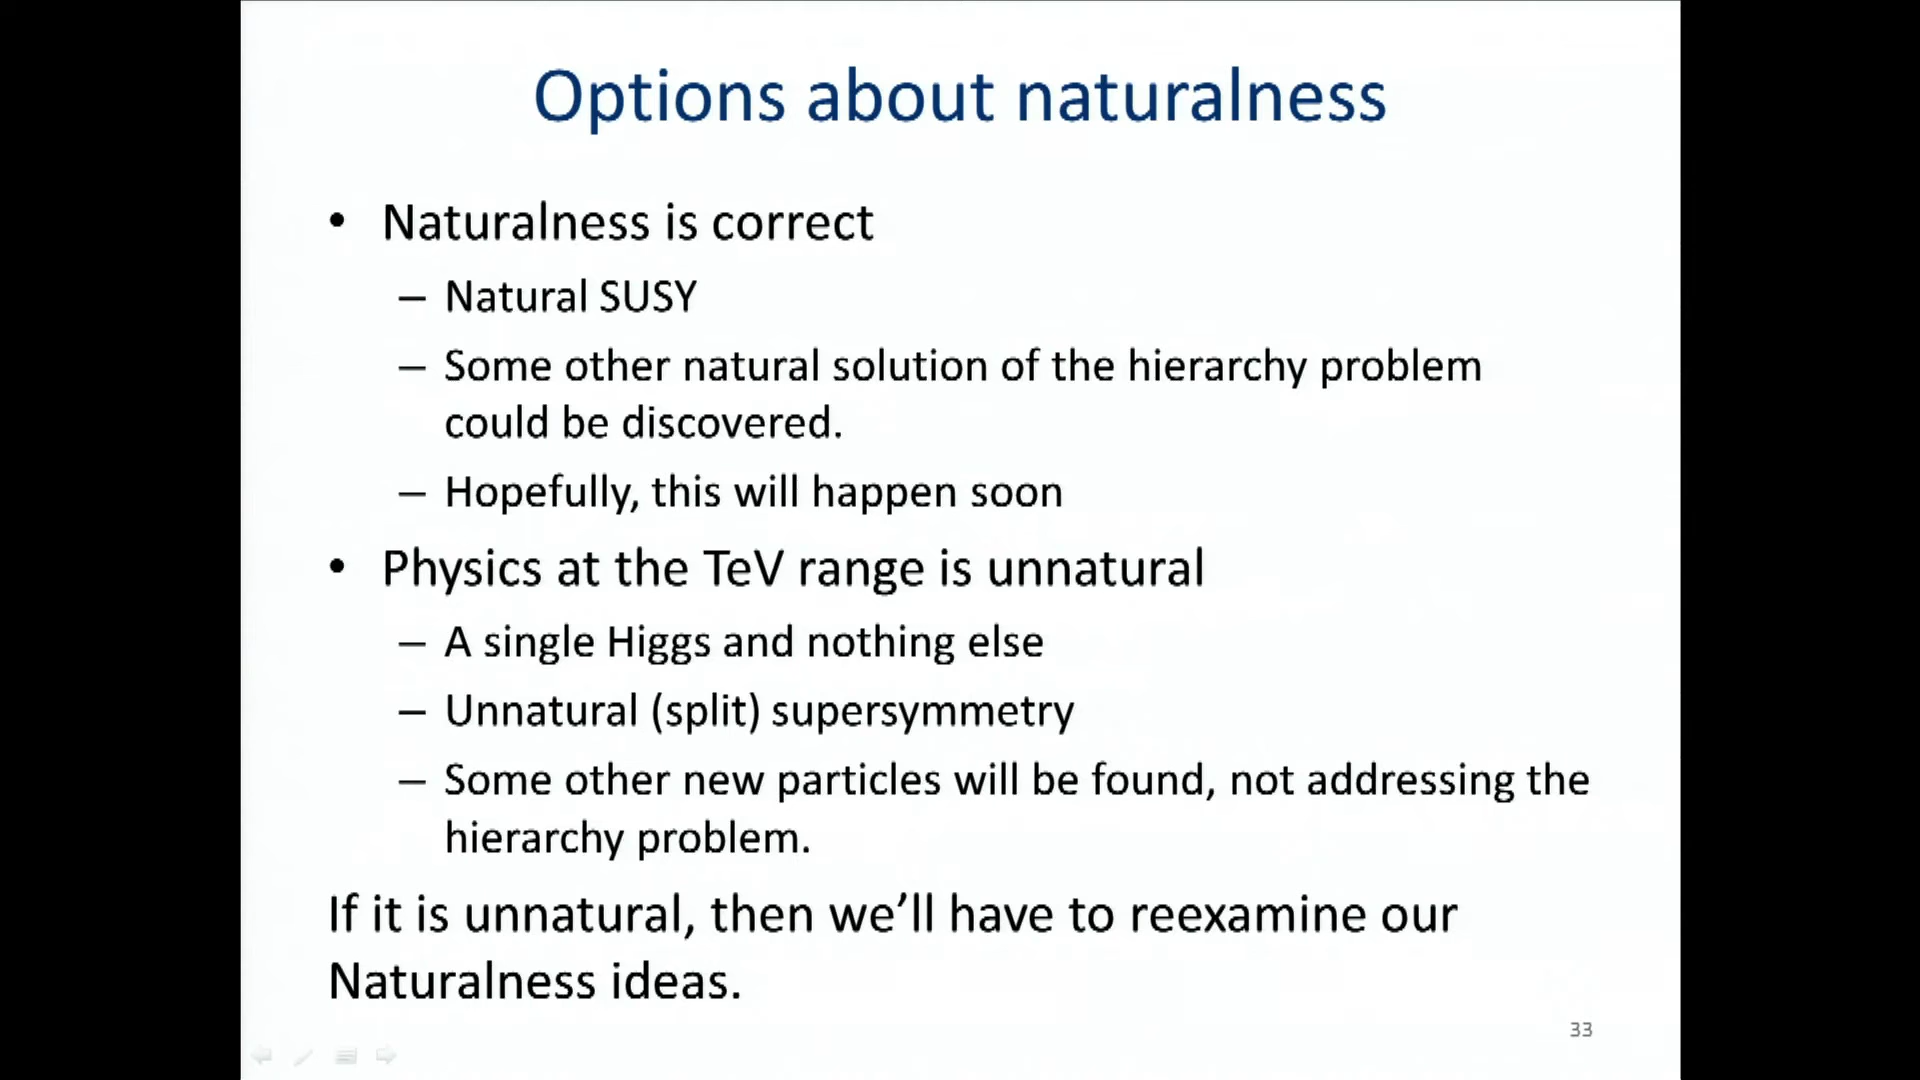 Options about naturalness
• Naturalness is correct
– Natural SUSY
– Some other natural solution of the hierarchy problem
could be discovered.
– Hopefully, this will happen soon
• Physics at the TeV range is unnatural
– A single Higgs and nothing else
– Unnatural (split) supersymmetry
– Some other new particles will be found, not addressing the
hierarchy problem.
If it is unnatural, then we’ll have to reexamine our
Naturalness ideas.
33